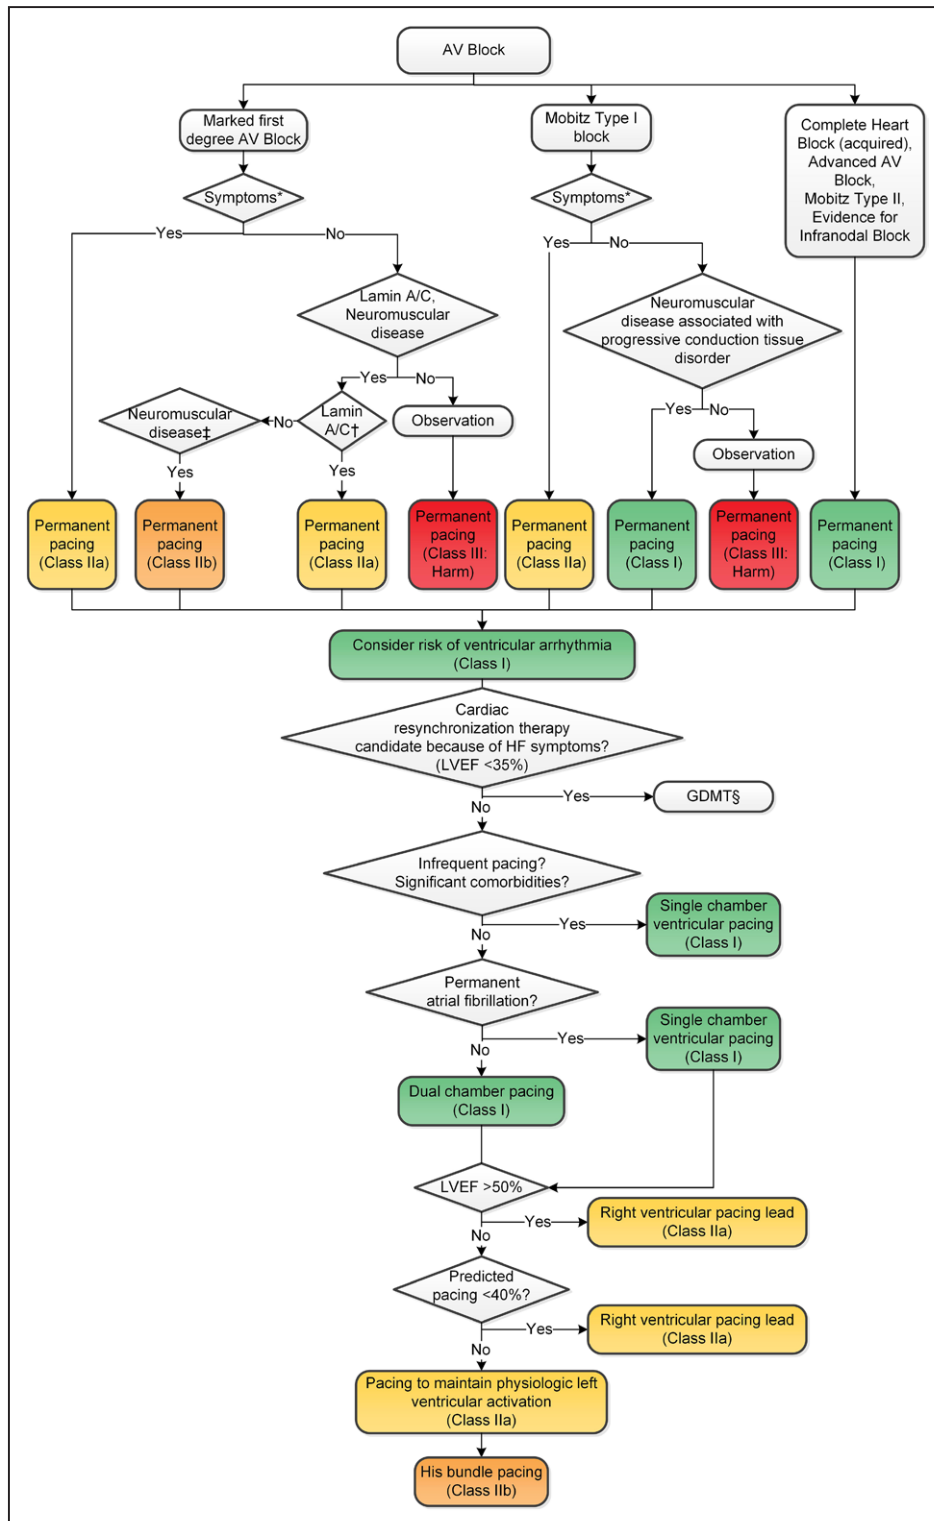 AV Block
Marked first
degree AV Block
Mobitz Type I
block
Complete Heart
Block (acquired),
Advanced AV
Block,
Mobitz Type II,
Evidence for
Infranodal Block
Symptoms*
Symptoms*
Yes
No
Yes
No
Lamin A/C,
Neuromuscular
disease
Neuromuscular
disease associated with
progressive conduction tissue
disorder
Yes
No
Yes
No
Neuromuscular
disease‡
No
Lamin
A/C†
Observation
Observation
Yes
Yes
Permanent
pacing
(Class IIa)
Permanent
pacing
(Class IIb)
Permanent
pacing
(Class IIa)
Permanent
pacing
(Class III:
Harm)
Permanent
pacing
(Class IIa)
Permanent
pacing
(Class I)
Permanent
pacing
(Class III:
Harm)
Permanent
pacing
(Class I)
Consider risk of ventricular arrhythmia
(Class I)
Cardiac
resynchronization therapy
candidate because of HF symptoms?
(LVEF <35%)
Yes
GDMT§
No
Infrequent pacing?
Significant comorbidities?
Yes
Single chamber
ventricular pacing
(Class I)
No
Permanent
atrial fibrillation?
Yes
Single chamber
ventricular pacing
(Class I)
No
Dual chamber pacing
(Class I)
LVEF >50%
Yes
Right ventricular pacing lead
(Class IIa)
No
Predicted
pacing <40%?
Yes
Right ventricular pacing lead
(Class IIa)
No
Pacing to maintain physiologic left
ventricular activation
(Class IIa)
His bundle pacing
(Class IIb)